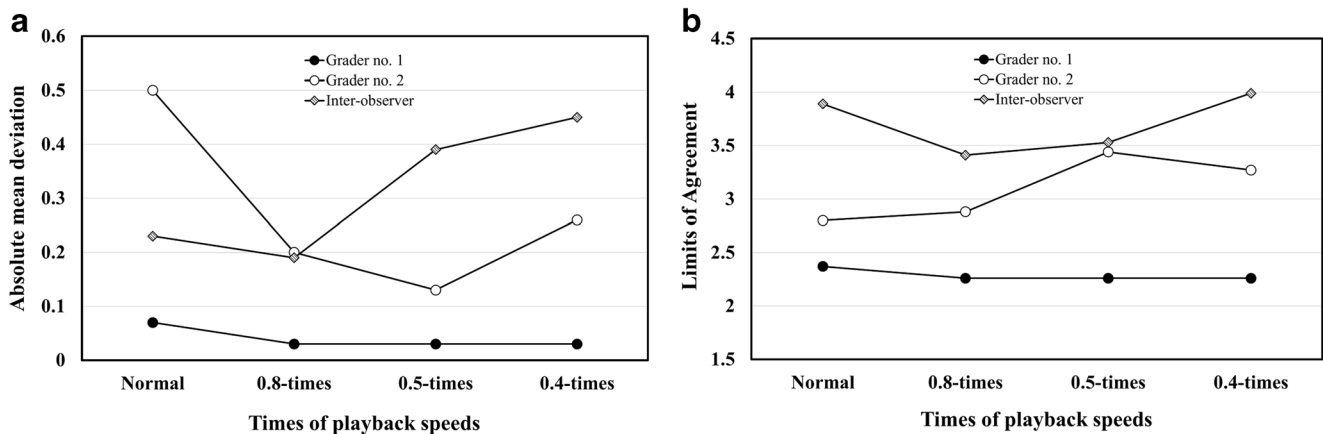 a
0.6
0.5
0.4
0.3
0.2
0.1
0
Absolute mean deviation
Grader no. 1
Grader no. 2
Inter-observer
Normal
0.8-times
0.5-times
0.4-times
Times of playback speeds
b
4.5
4
3.5
3
2.5
2
1.5
Limits of Agreement
Grader no. 1
Grader no. 2
Inter-observer
Normal
0.8-times
0.5-times
0.4-times
Times of playback speeds